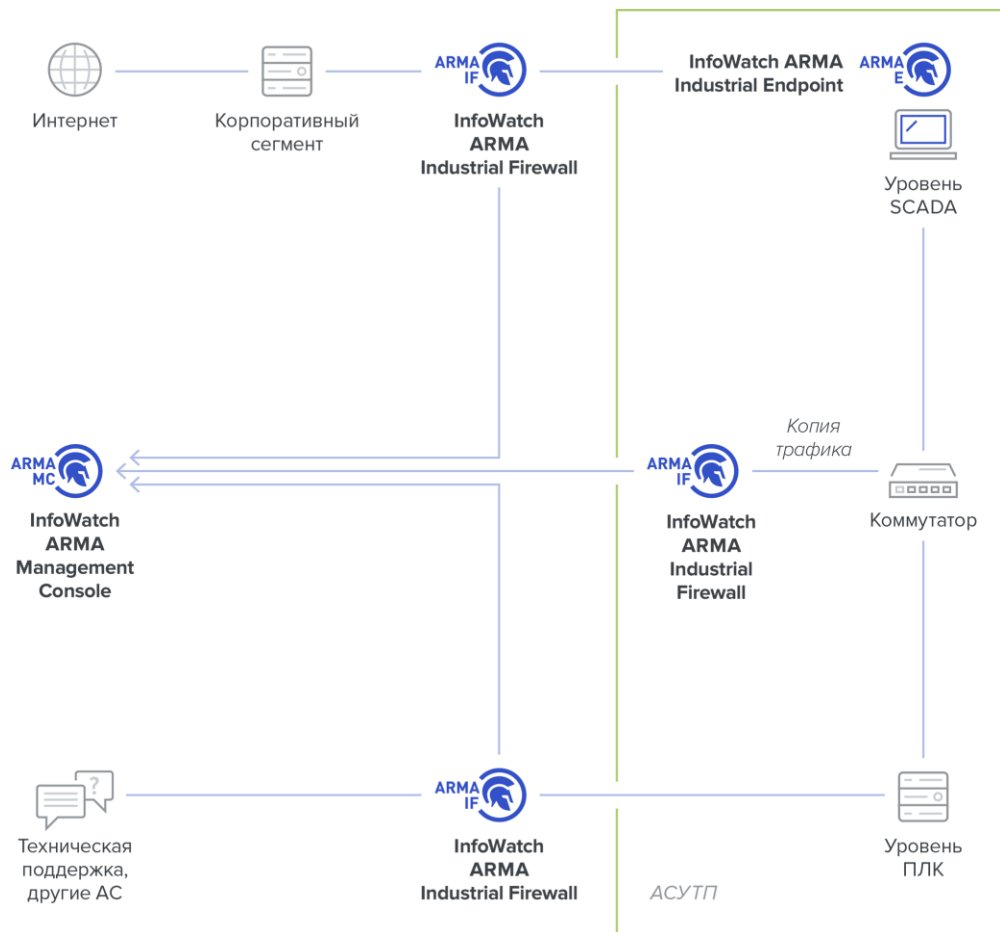 ARMA
IF
InfoWatch ARMA
Industrial Endpoint
ARMA
E
Интернет
Корпоративный
сегмент
InfoWatch
ARMA
Industrial Firewall
Уровень
SCADA
ARMA
MC
InfoWatch
ARMA
Management
Console
ARMA
IF
InfoWatch
ARMA
Industrial
Firewall
Копия
трафика
Коммутатор
?
Техническая
поддержка,
другие АС
ARMA
IF
InfoWatch
ARMA
Industrial Firewall
АСУТП
Уровень
ПЛК